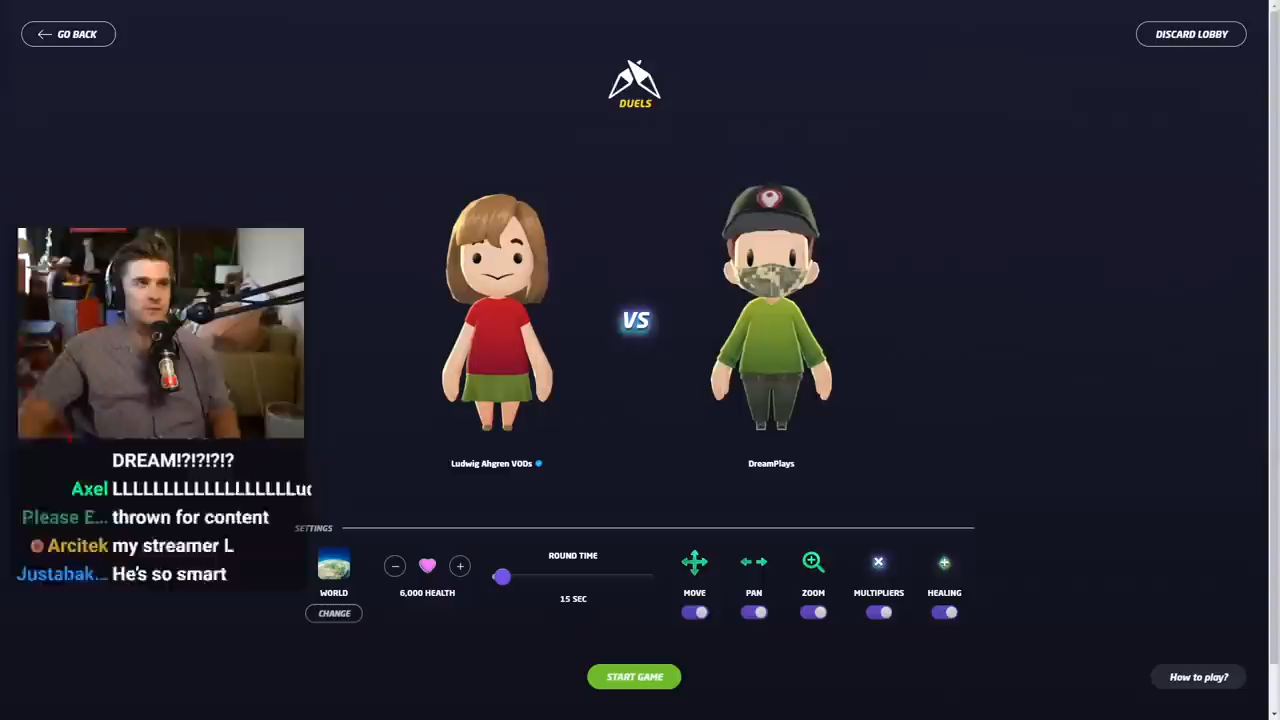 GO BACK
DISCARD LOBBY
DUELS
VS
Ludwig Ahgren VODs
DreamPlays
DREAM!?!?!?!?
Axel LLLLLLLLLLLLLLLLLLuc
Please E... thrown for content
Arcitek my streamer L
Justabak... He's so smart
SETTINGS
ROUND TIME
WORLD
6,000 HEALTH
15 SEC
MOVE
PAN
ZOOM
MULTIPLIERS
HEALING
CHANGE
START GAME
How to play?